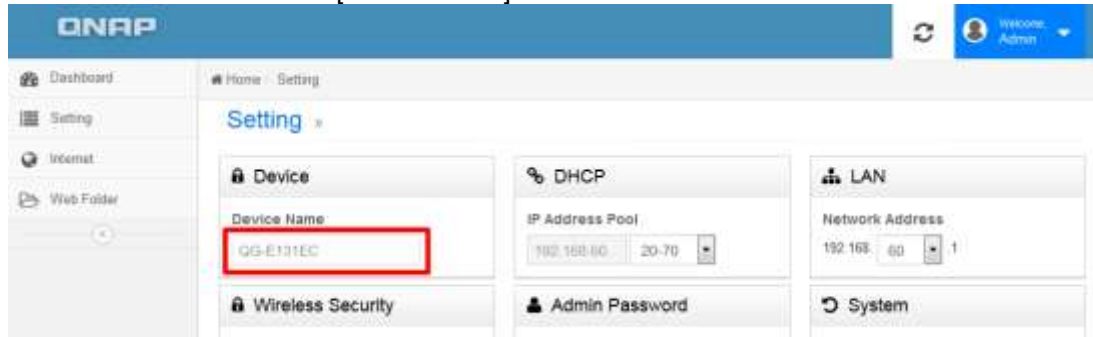 [ ]
QNAP
Welcome,
Admin
Dashboard
Home Setting
Setting
Setting »
Internet
Web Folder
Device
DHCP
LAN
Device Name
IP Address Pool
Network Address
QG-E131EC
192.168.60 20-70
192.168. 60 .1
Wireless Security
Admin Password
System